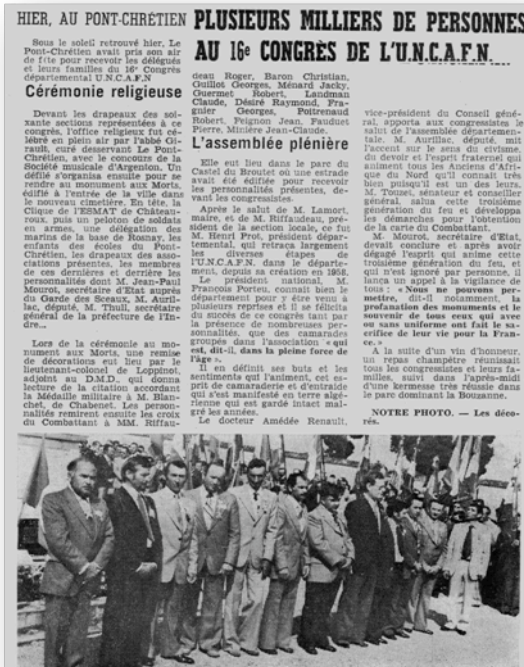 HIER, AU PONT-CHRÉTIEN
PLUSIEURS MILLIERS DE PERSONNES
AU 16e CONGRÈS DE L'U.N.C.A.F.N.
Sous le soleil retrouvé hier, Le
Pont-Chrétien avait pris son air
de fête pour recevoir les délégués
et leurs familles du 16e Congrès
départemental U.N.C.A.F.N
Cérémonie religieuse
Devant les drapeaux des soi-
xante sections représentées à ce
congrès, l'office religieux fut cé-
lébré en plein air par l'abbé Gi-
rault, curé desservant Le Pont-
Chrétien, avec le concours de la
Société musicale d'Argenton. Un
défilé s'organisa ensuite pour se
rendre au monument aux Morts,
édifié à l'entrée de la ville dans
le nouveau cimetière. En tête, la
Clique de l'ESMAT de Château-
roux, puis un peloton de soldats
en armes, une délégation des
marins de la base de Rosnay, les
enfants des écoles du Pont-
Chrétien, les drapeaux des asso-
ciations présentes, les membres
de ces dernières et derrière les
personnalités dont M. Jean-Paul
Mourot, secrétaire d'Etat auprès
du Garde des Sceaux, M. Auril-
lac, député, M. Thull, secrétaire
général de la préfecture de l'In-
dre...
Lors de la cérémonie au mo-
nument aux Morts, une remise
de décorations eut lieu par le
lieutenant-colonel de Loppinot,
adjoint au D.M.D., qui donna
lecture de la citation accordant
la Médaille militaire à M. Blan-
chet, de Chabenet. Les person-
nalités remirent ensuite les croix
du Combattant à MM. Riffau-
deau Roger, Baron Christian,
Guillot Georges, Ménard Jacky,
Guermet Robert, Landman
Claude, Désiré Raymond, Fra-
gnier Georges, Poitrenaud
Robert, Feignon Jean, Fauduet
Pierre, Minière Jean-Claude.
L'assemblée plénière
Elle eut lieu dans le parc du
Castel du Broutet où une estrade
avait été édifiée pour recevoir
les personnalités présentes, de-
vant les congressistes.
Après le salut de M. Lamort,
maire, et de M. Riffaudeau, pré-
sident de la section locale, ce fut
M. Henri Prot, président dépar-
temental, qui retraça largement
les diverses étapes de
l'U.N.C.A.F.N. dans le départe-
ment, depuis sa création en 1958.
Le président national, M.
François Porteu, connaît bien le
département pour y être venu à
plusieurs reprises et il se félicita
du succès de ce congrès tant par
la présence de nombreuses per-
sonnalités, que des camarades
groupés dans l'association « qui
est, dit-il, dans la pleine force de
l'âge ».
Il en définit ses buts et les
sentiments qui l'animent, cet es-
prit de camaraderie et d'entraide
qui s'est manifesté en terre algé-
rienne qui est gardé intact mal-
gré les années.
Le docteur Amédée Renault,
vice-président du Conseil géné-
ral, apporta aux congressistes le
salut de l'assemblée départemen-
tale. M. Aurillac, député, mit
l'accent sur le sens du civisme,
du devoir et l'esprit fraternel qui
animent tous les Anciens d'Afri-
que du Nord qu'il connaît très
bien puisqu'il est un des leurs.
M. Touzet, sénateur et conseiller
général, salua cette troisième
génération du feu et développa
les démarches pour l'obtention
de la carte du Combattant.
M. Mourot, secrétaire d'Etat,
devait conclure et après avoir
dégagé l'esprit qui anime cette
troisième génération du feu, et
qui n'est ignoré par personne, il
lança un appel à la vigilance de
tous : « Nous ne pouvons per-
mettre, dit-il notamment, la
profanation des monuments et le
souvenir de tous ceux qui avec
ou sans uniforme ont fait le sa-
crifice de leur vie pour la Fran-
ce. »
A la suite d'un vin d'honneur,
un repas champêtre réunissait
tous les congressistes et leurs fa-
milles, suivi dans l'après-midi
d'une kermesse très réussie dans
le parc dominant la Bouzanne.
NOTRE PHOTO. — Les déco-
rés.